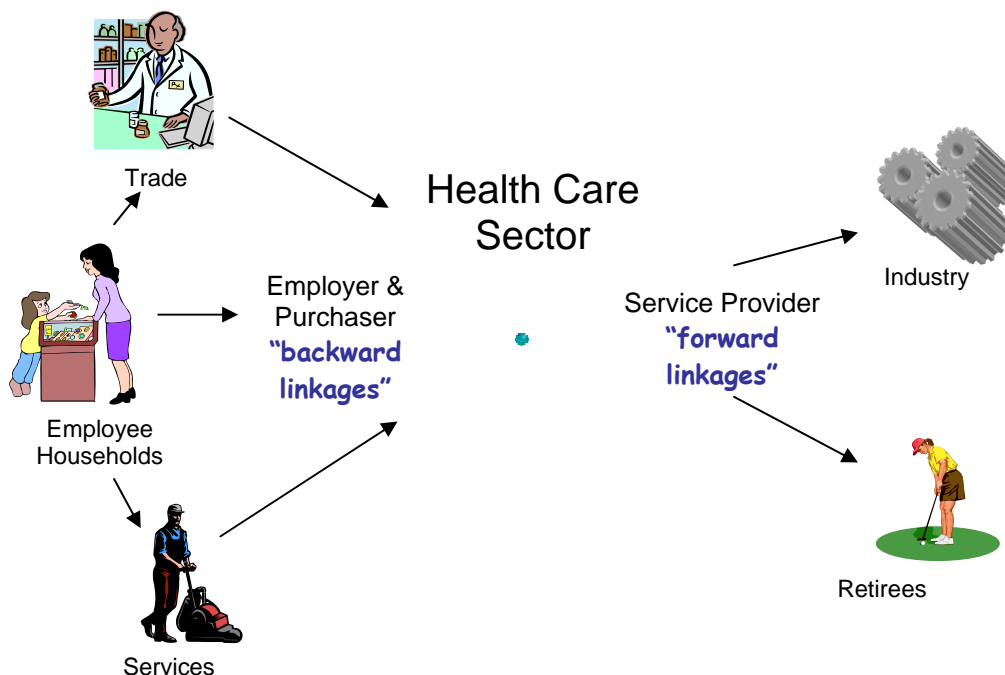 Trade
Health Care
Sector
Industry
Employer &
Purchaser
“backward
linkages”
Service Provider
“forward
linkages”
Employee
Households
Retirees
Services